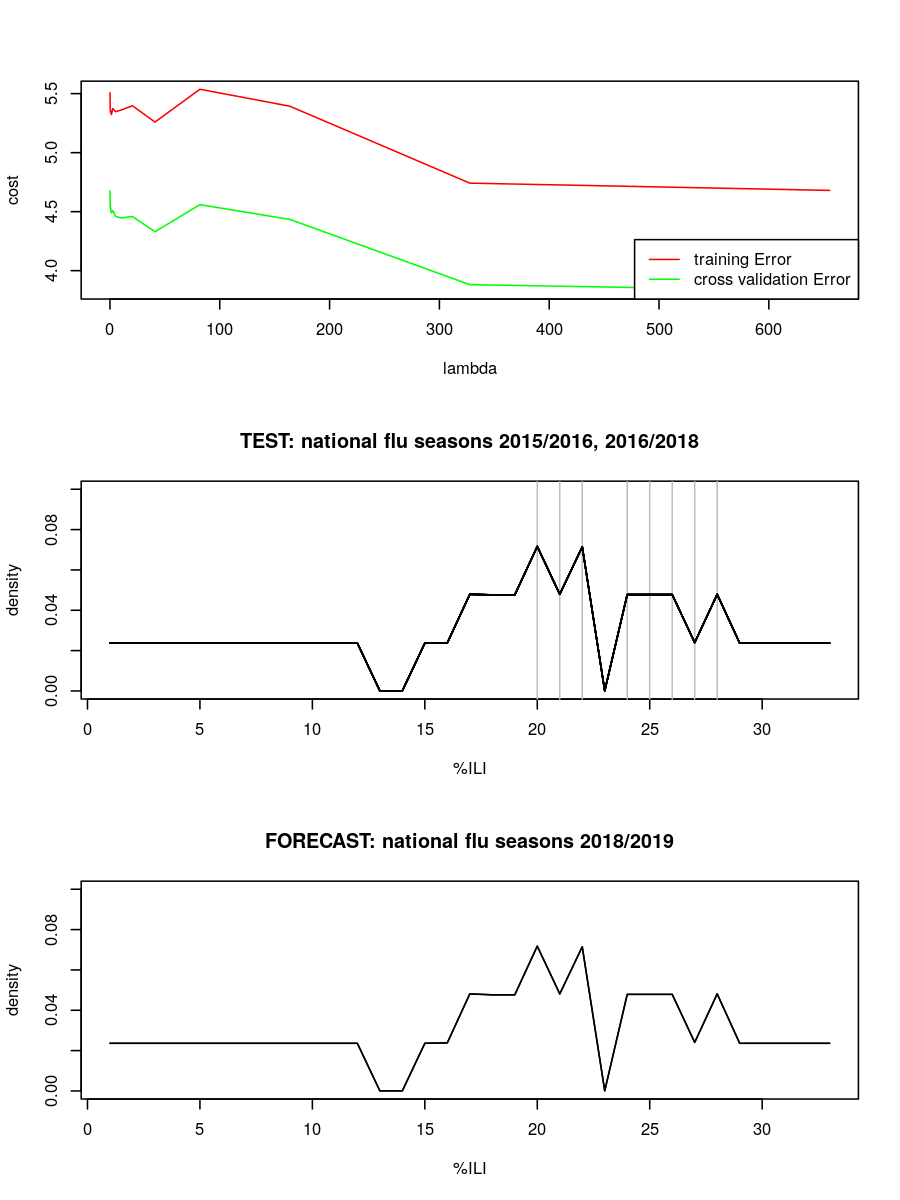 5.5
5.0
4.5
4.0
cost
training Error
cross validation Error
0 100 200 300 400 500 600
lambda
TEST: national flu seasons 2015/2016, 2016/2018
0.08
0.04
0.00
density
0 5 10 15 20 25 30
%ILI
FORECAST: national flu seasons 2018/2019
0.08
0.04
0.00
density
0 5 10 15 20 25 30
%ILI